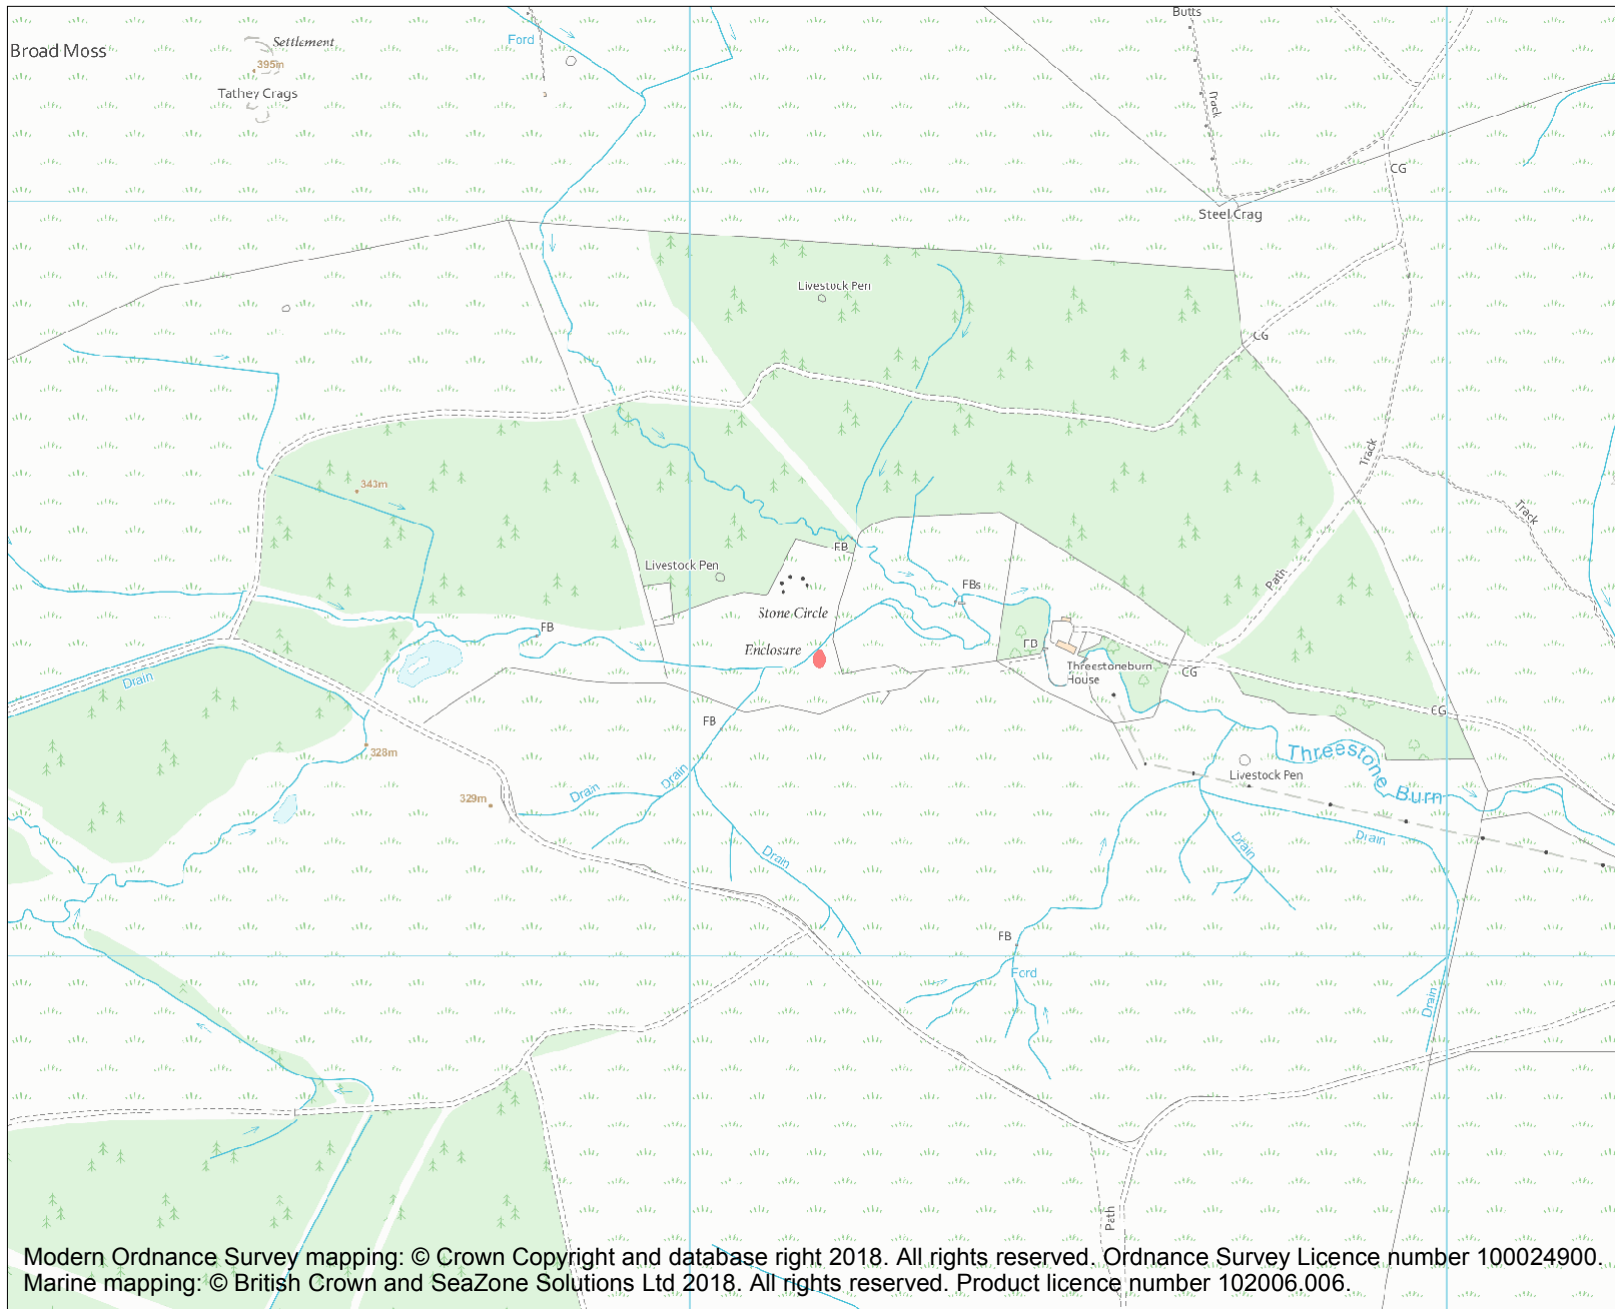 Butts
Ford
Settlement
Broad Moss
395m
Tathey Crags
Track
CG
Steel Crag
Livestock Pen
CG
Track
343m
Track
FB
Livestock Pen
Path
FBs
Stone Circle
FB
FB
Enclosure
Threestoneburn
House
CG
Drain
CG
FB
328m
Threestone Burn
Drain
Livestock Pen
Drain
329m
Drain
Drain
Drain
FB
Ford
Drain
Path
Modern Ordnance Survey mapping: © Crown Copyright and database right 2018. All rights reserved. Ordnance Survey Licence number 100024900.
Marine mapping: © British Crown and SeaZone Solutions Ltd 2018. All rights reserved. Product licence number 102006.006.